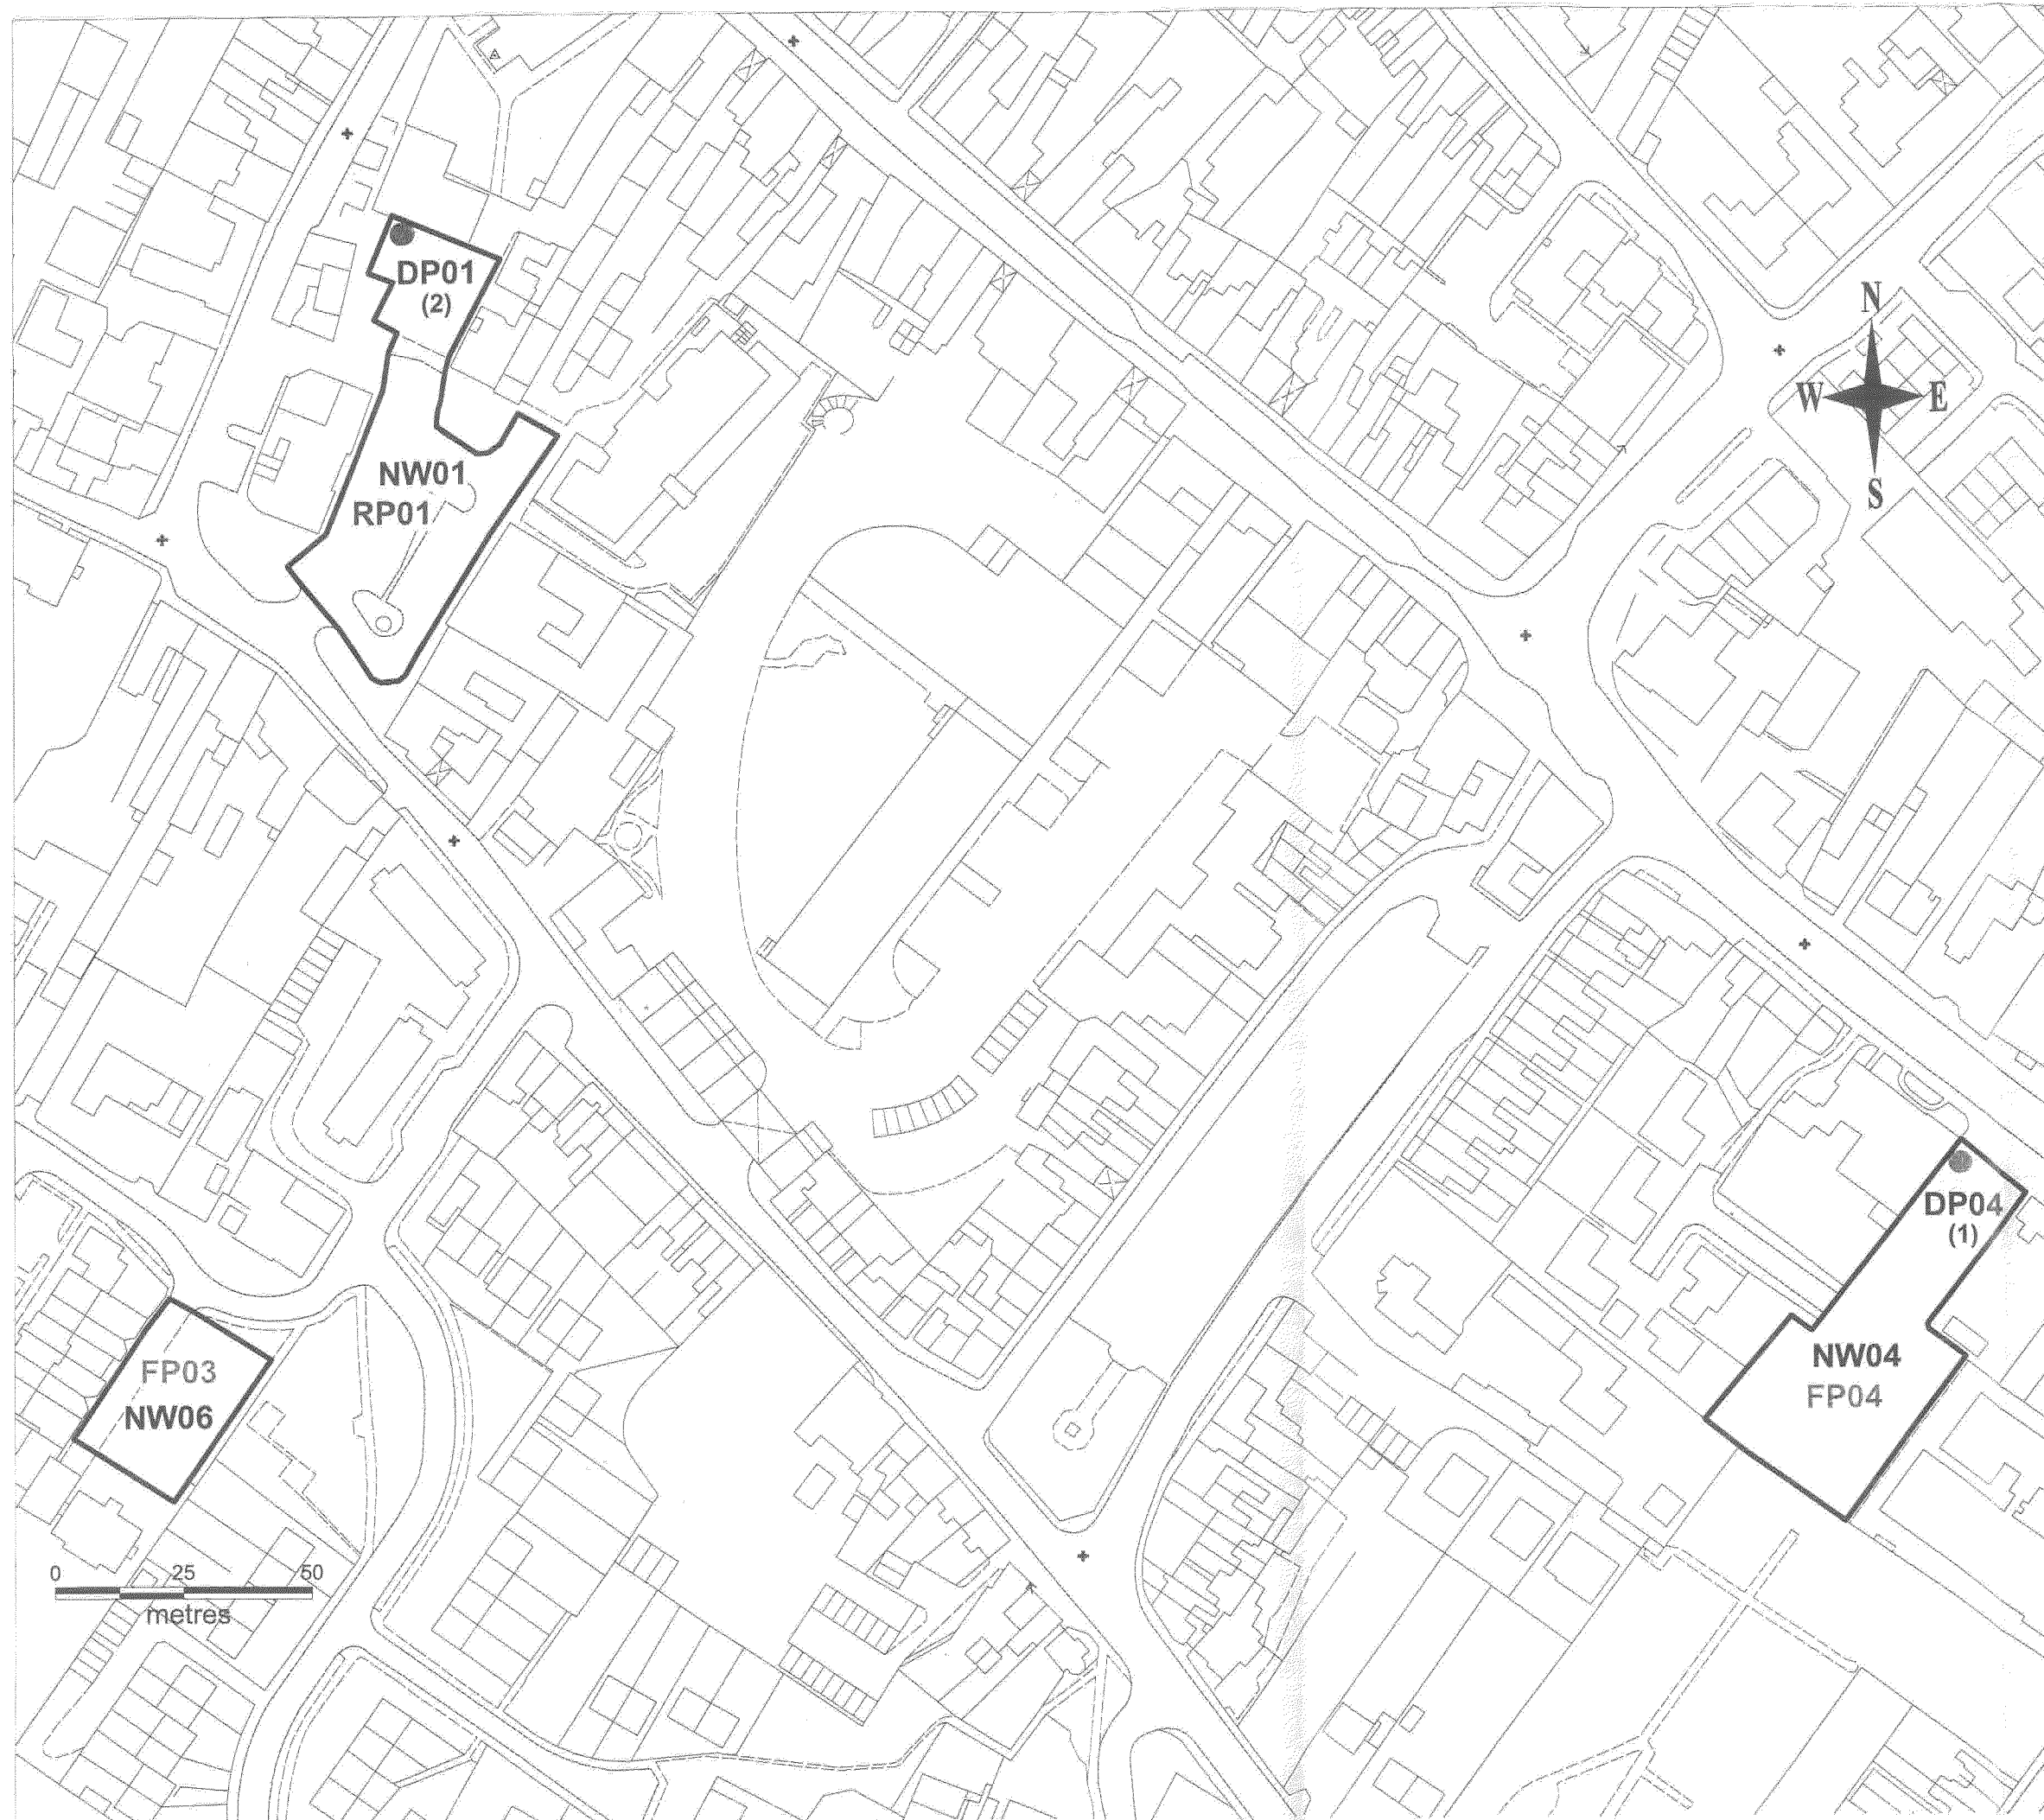 DP01
(2)
N
W E
S
NW01
RP01
DP04
(1)
NW04
FP04
FP03
NW06
0 25 50
metres